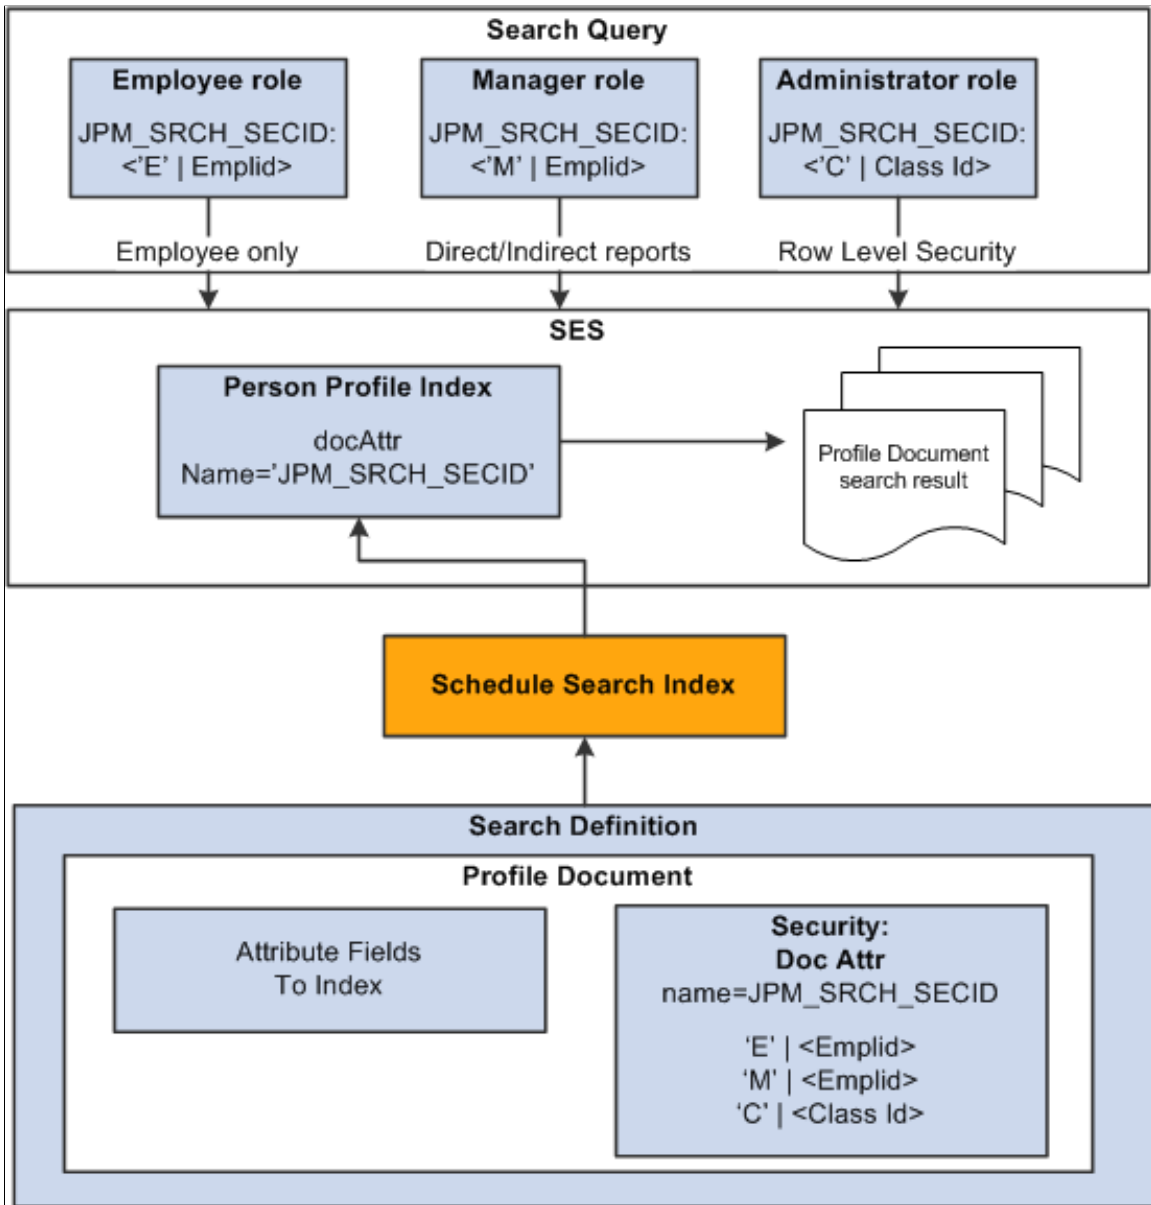 Search Query
Employee role
JPM_SRCH_SECID:
<’E’ | Emplid>
Manager role
JPM_SRCH_SECID:
<’M’ | Emplid>
Administrator role
JPM_SRCH_SECID:
<’C’ | Class Id>
Employee only
Direct/Indirect reports
Row Level Security
SES
Person Profile Index
docAttr
Name=’JPM_SRCH_SECID’
Profile Document
search result
Schedule Search Index
Search Definition
Profile Document
Attribute Fields
To Index
Security:
Doc Attr
name=JPM_SRCH_SECID
‘E’ | <Emplid>
‘M’ | <Emplid>
‘C’ | <Class Id>